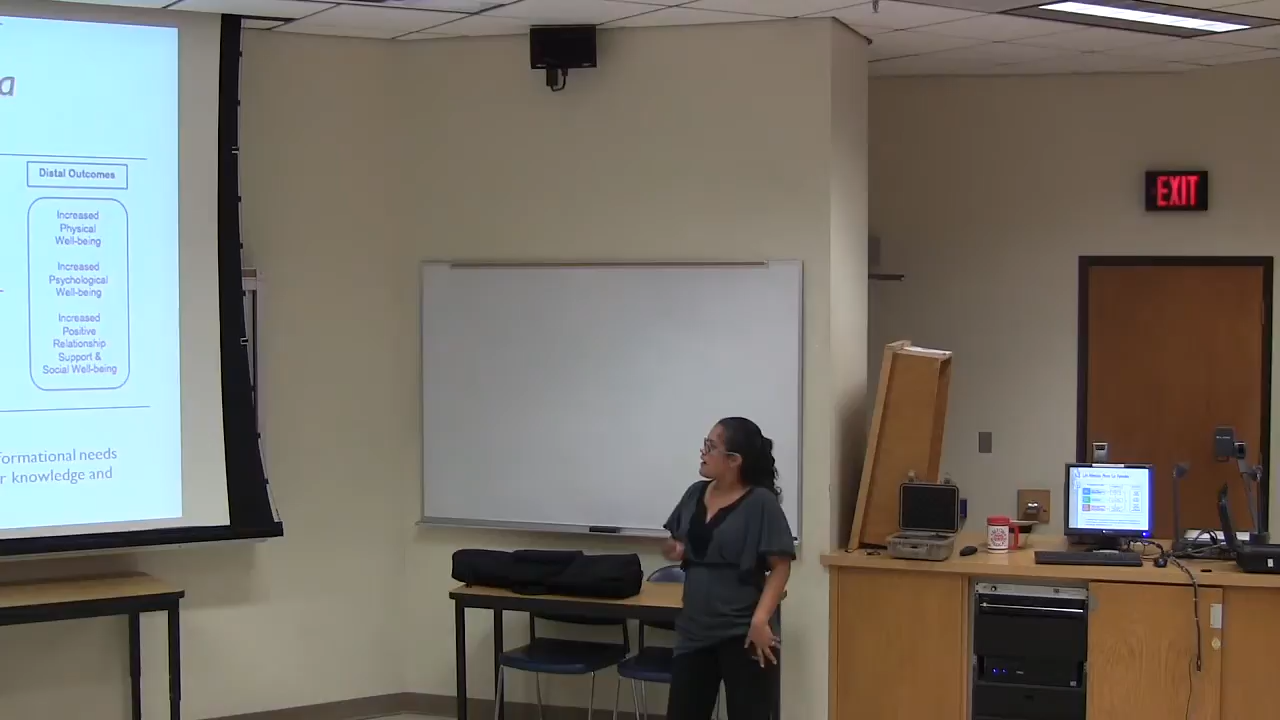 a
Distal Outcomes
Increased
Physical
Well-being
Increased
Psychological
Well-being
Increased
Positive
Relationship
Support &
Social Well-being
formational needs
r knowledge and
EXIT